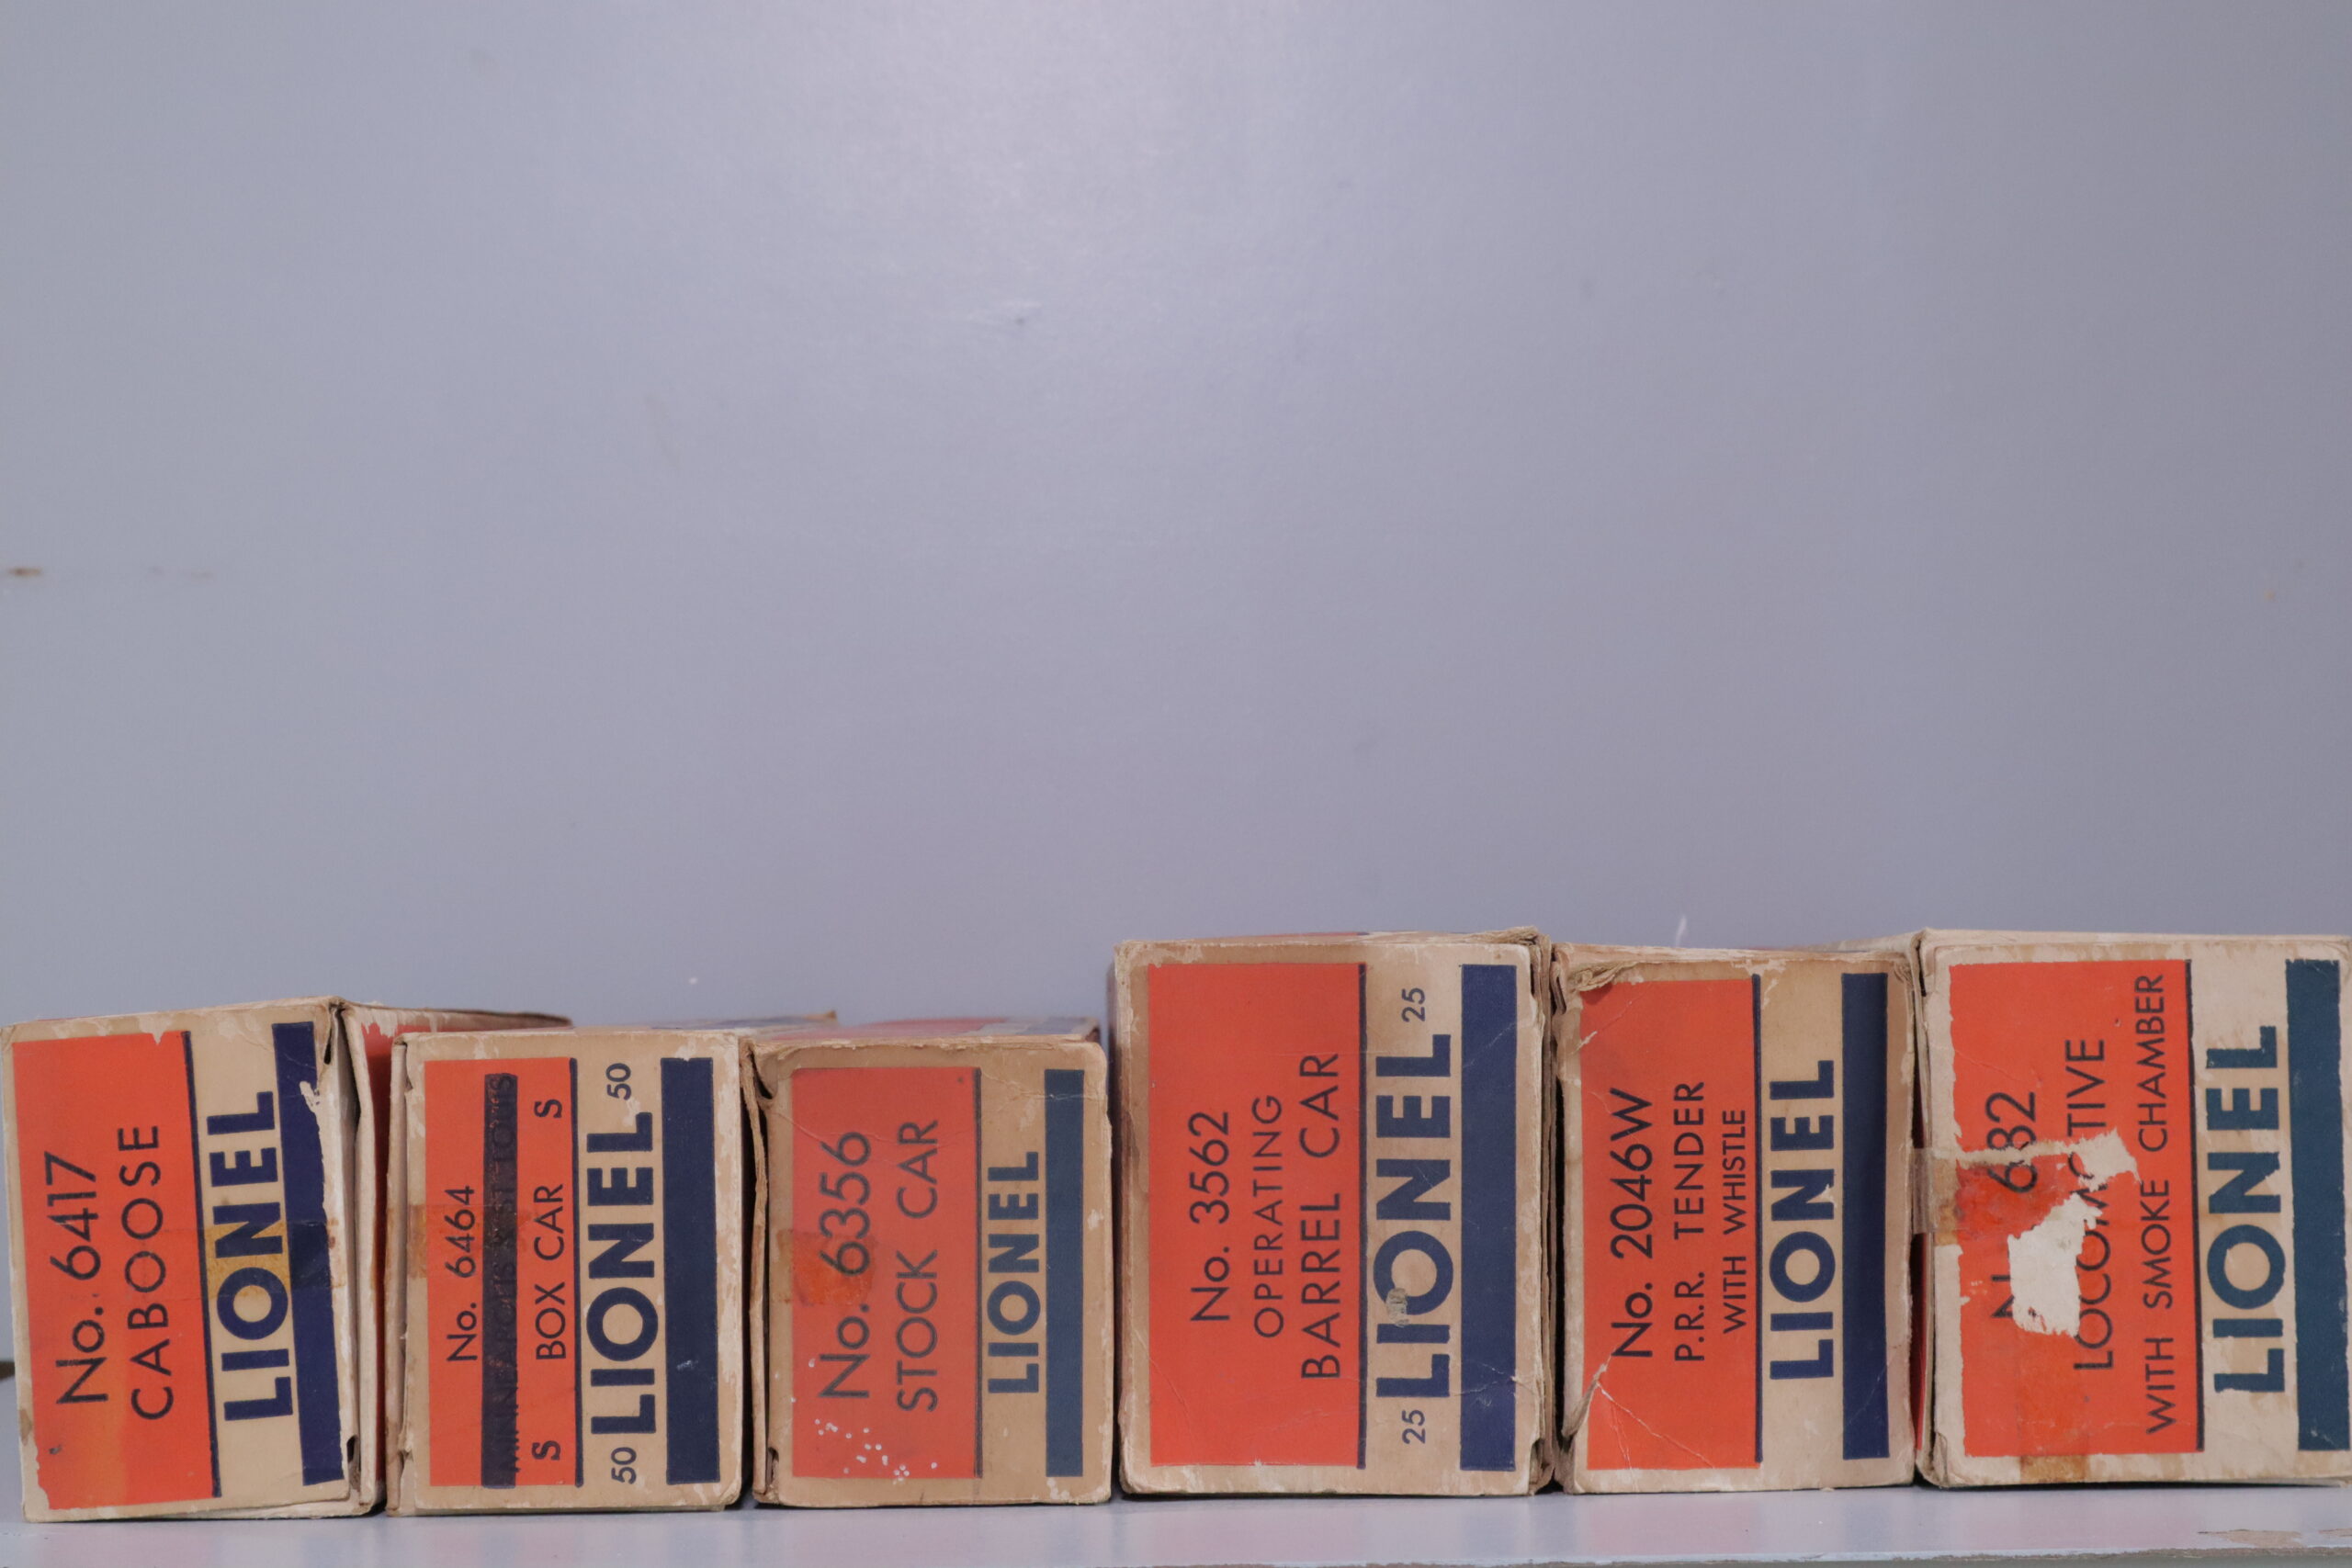 No. 6417
CABOOSE
LIONEL
No. 6464
S BOX CAR S
50 LIONEL 50
No. 6356
STOCK CAR
LIONEL
No. 3562
OPERATING
BARREL CAR
25 LIONEL 25
No. 2046W
P.R.R. TENDER
WITH WHISTLE
LIONEL
682
WITH SMOKE CHAMBER
LIONEL